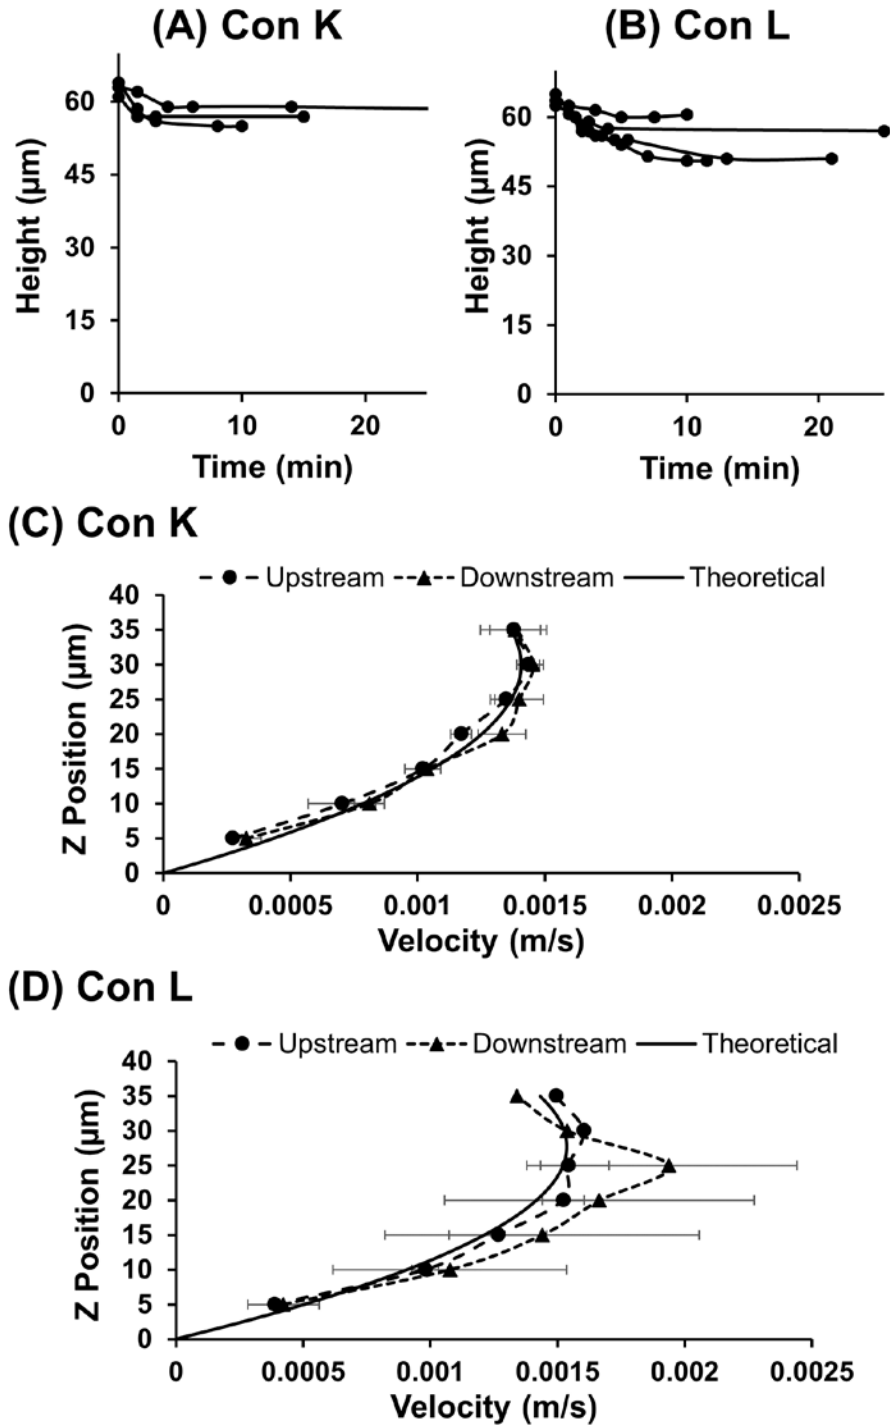 (A) Con K
(B) Con L
Height (μm)
60
45
30
15
0
0
10
20
Time (min)
Height (μm)
60
45
30
15
0
0
10
20
Time (min)
(C) Con K
Upstream
Downstream
Theoretical
Z Position (μm)
40
35
30
25
20
15
10
5
0
0
0.0005
0.001
0.0015
0.002
0.0025
Velocity (m/s)
(D) Con L
Upstream
Downstream
Theoretical
Z Position (μm)
40
35
30
25
20
15
10
5
0
0
0.0005
0.001
0.0015
0.002
0.0025
Velocity (m/s)